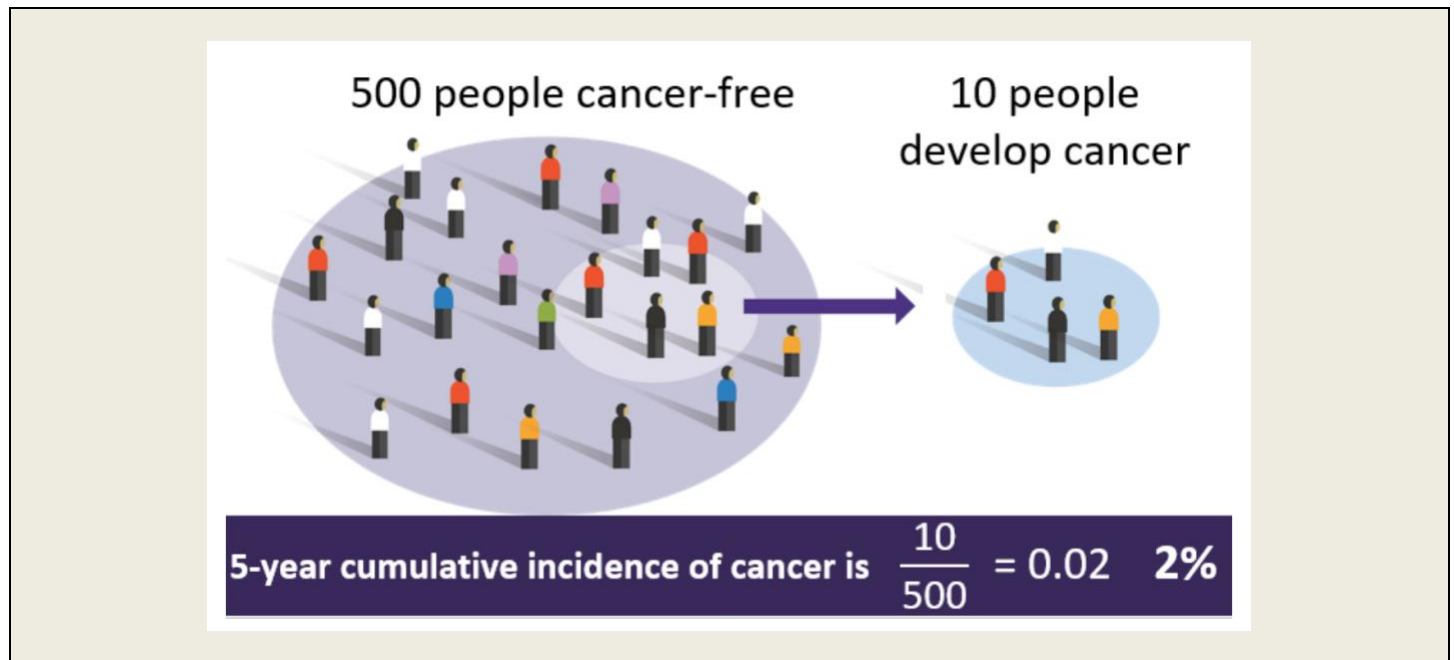 500 people cancer-free
10 people
develop cancer
5-year cumulative incidence of cancer is 10/500 = 0.02 2%